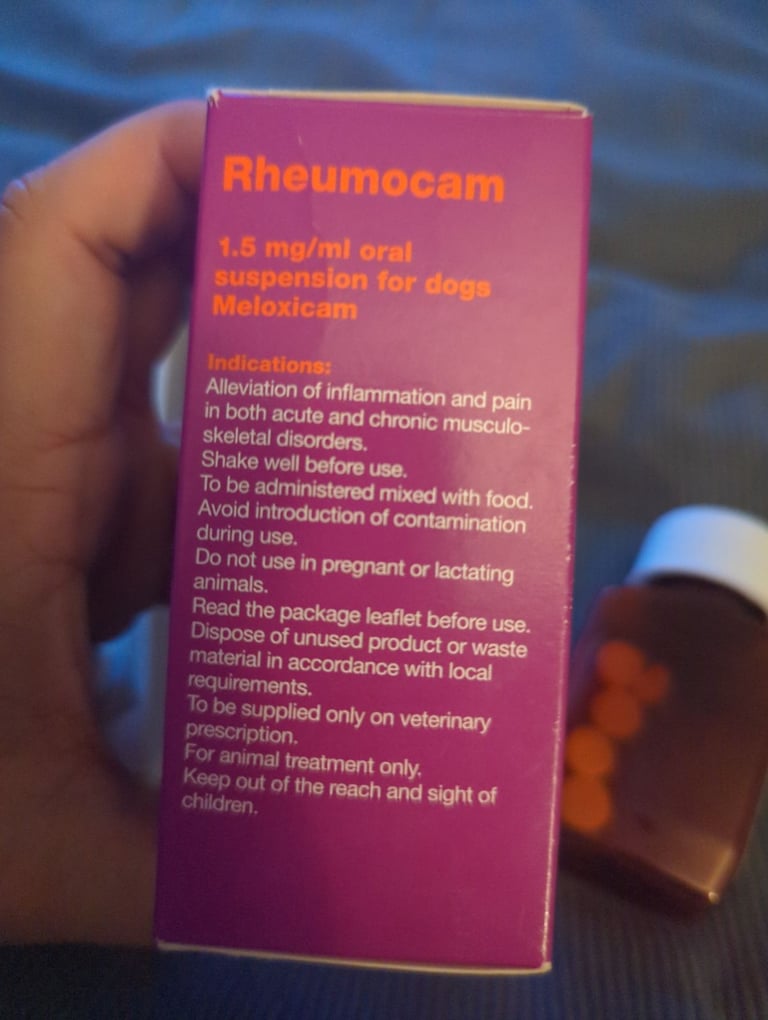 Rheumocam
1.5 mg/ml oral
suspension for dogs
Meloxicam
Indications:
Alleviation of inflammation and pain
in both acute and chronic musculo-
skeletal disorders.
Shake well before use.
To be administered mixed with food.
Avoid introduction of contamination
during use.
Do not use in pregnant or lactating
animals.
Read the package leaflet before use.
Dispose of unused product or waste
material in accordance with local
requirements.
To be supplied only on veterinary
prescription.
For animal treatment only.
Keep out of the reach and sight of
children.